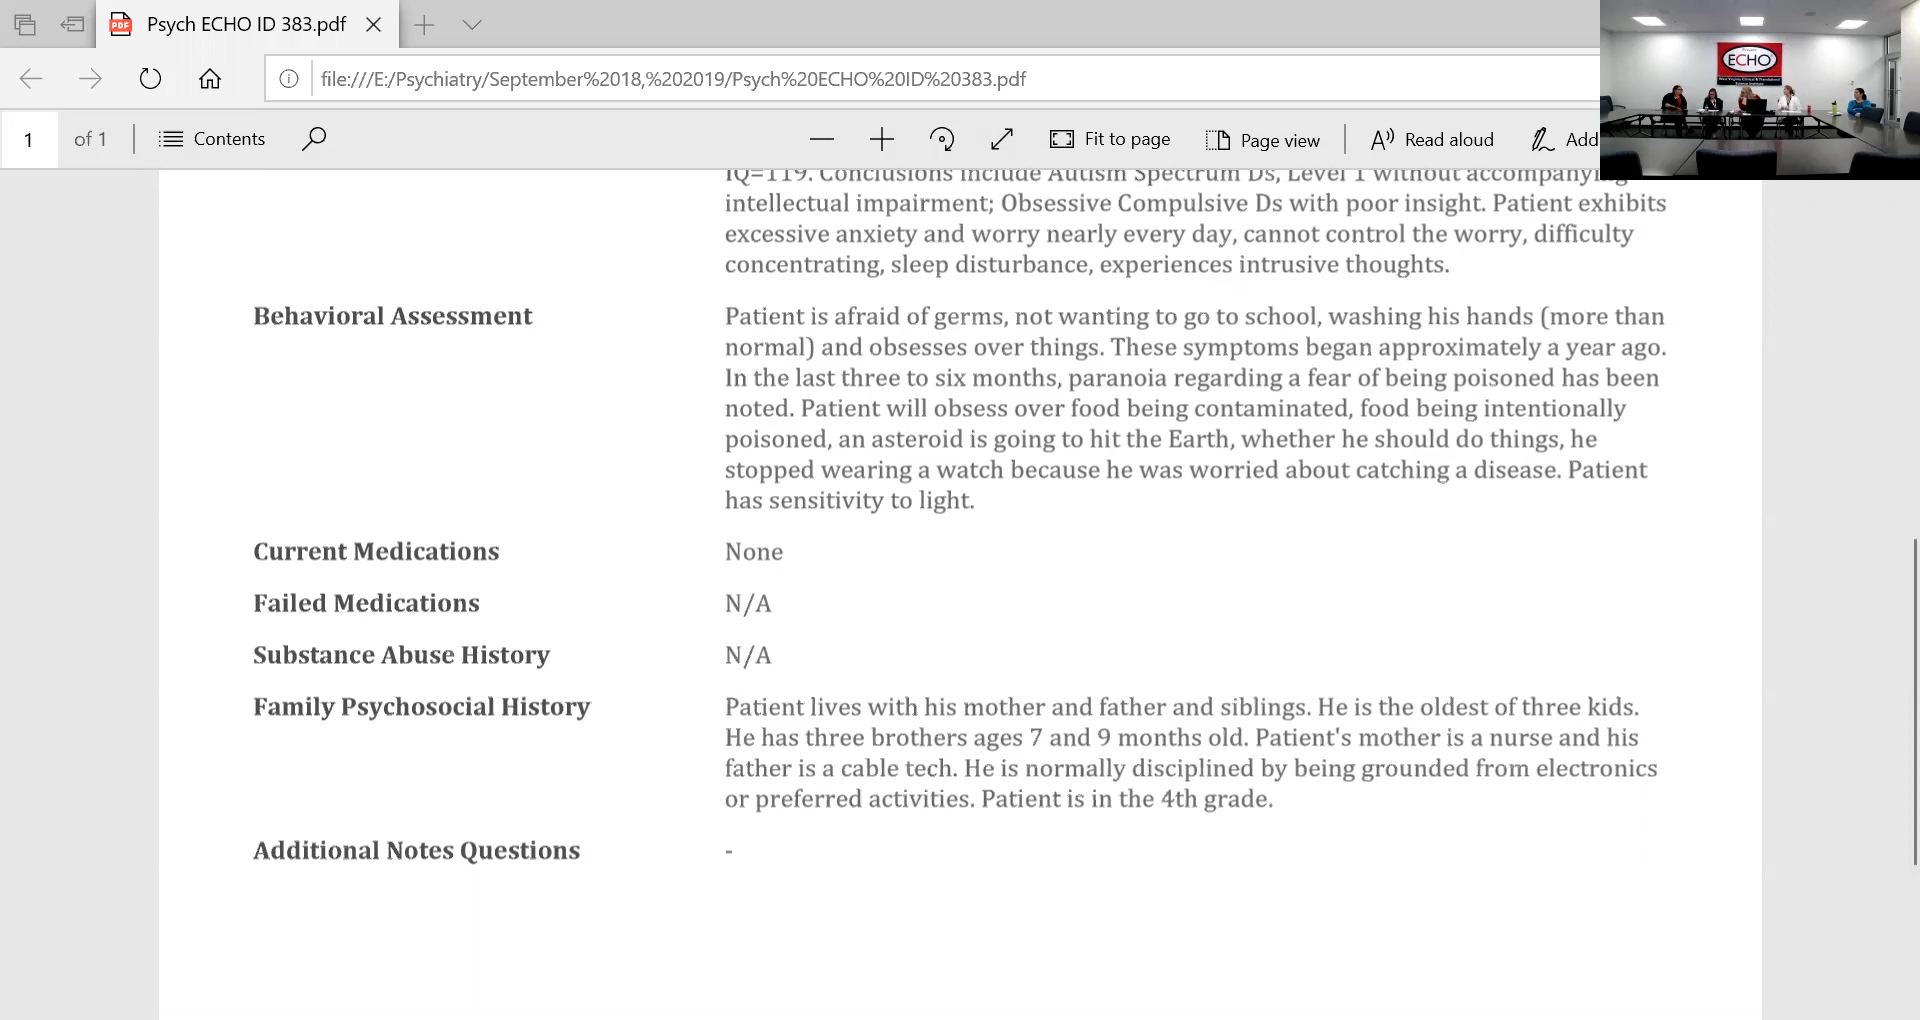 Psych ECHO ID 383.pdf
file:///E:/Psychiatry/September%2018,%202019/Psych%20ECHO%20ID%20383.pdf
ECHO
1 of 1 Contents Fit to page Page view Read aloud Add
IQ=119. Conclusions include Autism Spectrum Ds, Level 1 without accompanying
intellectual impairment; Obsessive Compulsive Ds with poor insight. Patient exhibits
excessive anxiety and worry nearly every day, cannot control the worry, difficulty
concentrating, sleep disturbance, experiences intrusive thoughts.
Behavioral Assessment
Patient is afraid of germs, not wanting to go to school, washing his hands (more than
normal) and obsesses over things. These symptoms began approximately a year ago.
In the last three to six months, paranoia regarding a fear of being poisoned has been
noted. Patient will obsess over food being contaminated, food being intentionally
poisoned, an asteroid is going to hit the Earth, whether he should do things, he
stopped wearing a watch because he was worried about catching a disease. Patient
has sensitivity to light.
Current Medications
None
Failed Medications
N/A
Substance Abuse History
N/A
Family Psychosocial History
Patient lives with his mother and father and siblings. He is the oldest of three kids.
He has three brothers ages 7 and 9 months old. Patient's mother is a nurse and his
father is a cable tech. He is normally disciplined by being grounded from electronics
or preferred activities. Patient is in the 4th grade.
Additional Notes Questions
-